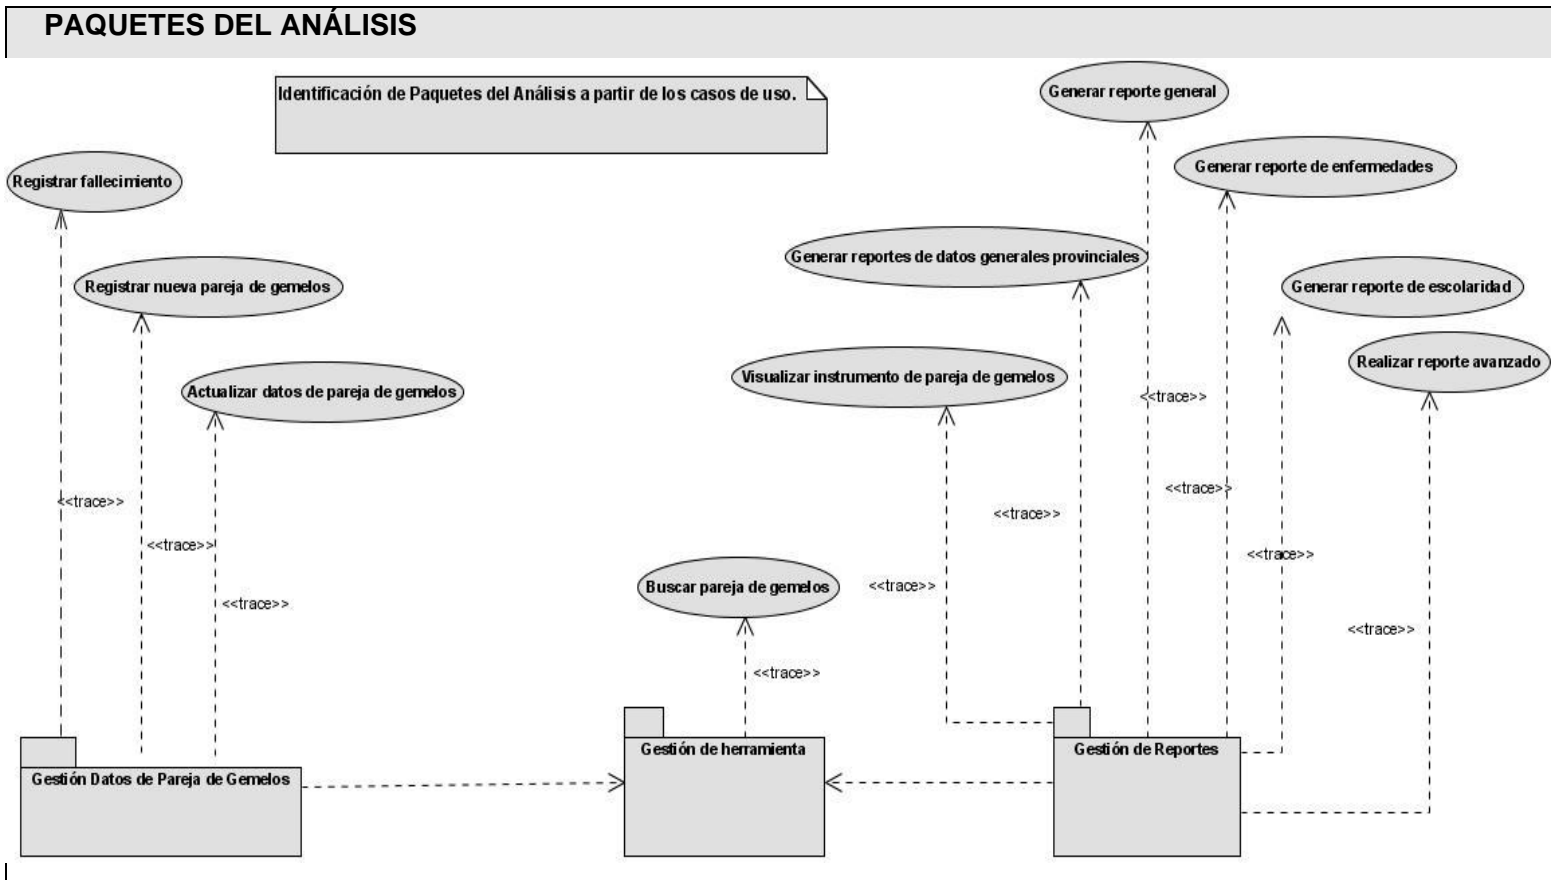 PAQUETES DEL ANÁLISIS
Identificación de Paquetes del Análisis a partir de los casos de uso.
Generar reporte general
Generar reporte de enfermedades
Registrar fallecimiento
Generar reportes de datos generales provinciales
Registrar nueva pareja de gemelos
Generar reporte de escolaridad
Realizar reporte avanzado
Visualizar instrumento de pareja de gemelos
Actualizar datos de pareja de gemelos
<<trace>>
<<trace>>
<<trace>>
<<trace>>
<<trace>>
<<trace>>
Buscar pareja de gemelos
<<trace>>
<<trace>>
<<trace>>
<<trace>>
Gestión de herramienta
Gestión de Reportes
Gestión Datos de Pareja de Gemelos